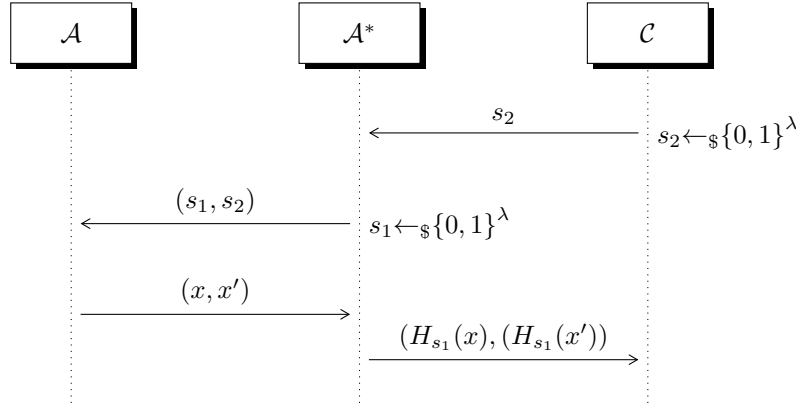 𝒜 𝒜* 𝒞
s₂
s₂←$ {0, 1}^λ
(s₁, s₂)
s₁←$ {0, 1}^λ
(x, x′)
(H_{s₁}(x), (H_{s₁}(x′))